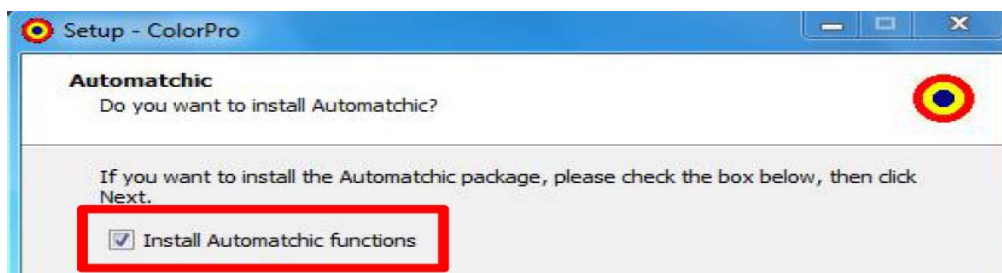 Setup - ColorPro
Automatchic
Do you want to install Automatchic?
If you want to install the Automatchic package, please check the box below, then click
Next.
Install Automatchic functions